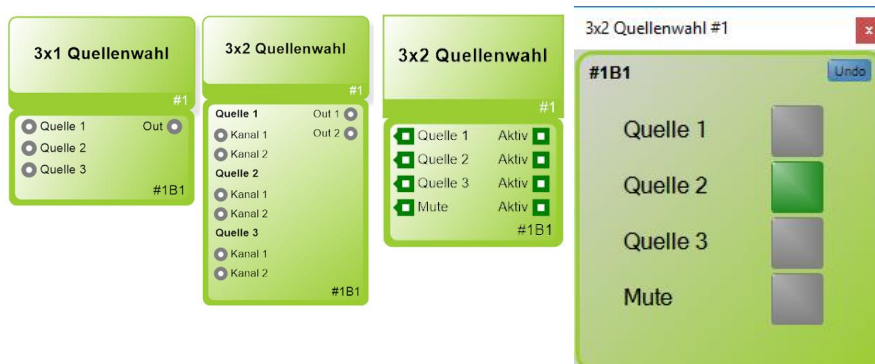 3x1 Quellenwahl
#1
Quelle 1 Out
Quelle 2
Quelle 3
#1B1
3x2 Quellenwahl
#1
Quelle 1 Out 1
Kanal 1 Out 2
Kanal 2
Quelle 2
Kanal 1
Kanal 2
Quelle 3
Kanal 1
Kanal 2
#1B1
3x2 Quellenwahl
#1
Quelle 1 Aktiv
Quelle 2 Aktiv
Quelle 3 Aktiv
Mute Aktiv
#1B1
3x2 Quellenwahl #1 x
#1B1 Undo
Quelle 1
Quelle 2
Quelle 3
Mute